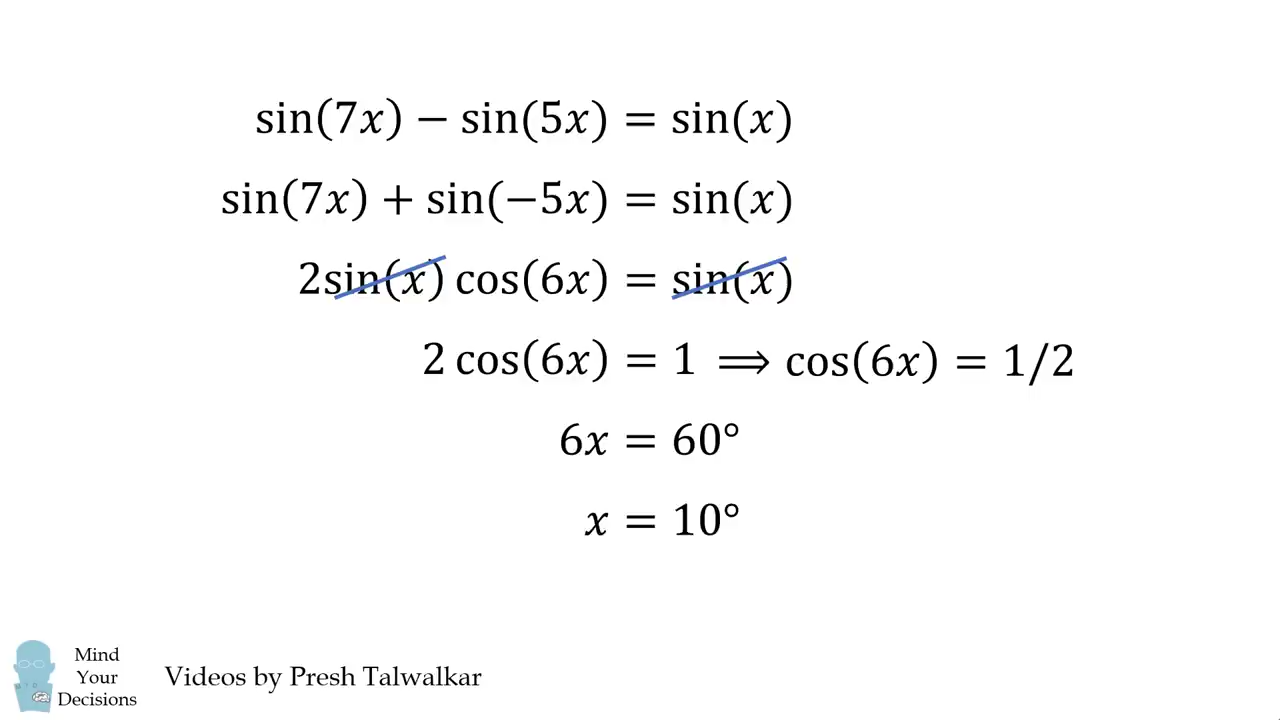 sin(7x) − sin(5x) = sin(x)
sin(7x) + sin(−5x) = sin(x)
2sin(x) cos(6x) = sin(x)
2 cos(6x) = 1 ⟹ cos(6x) = 1/2
6x = 60°
x = 10°
Mind
Your
Decisions
Videos by Presh Talwalkar